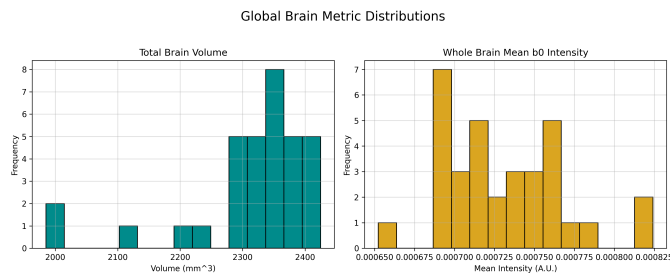 Global Brain Metric Distributions
Total Brain Volume
Frequency
8
7
6
5
4
3
2
1
0
2000 2100 2200 2300 2400
Volume (mm^3)
Whole Brain Mean b0 Intensity
Frequency
7
6
5
4
3
2
1
0
0.000650 0.000675 0.000700 0.000725 0.000750 0.000775 0.000800
Mean Intensity (A.U.)